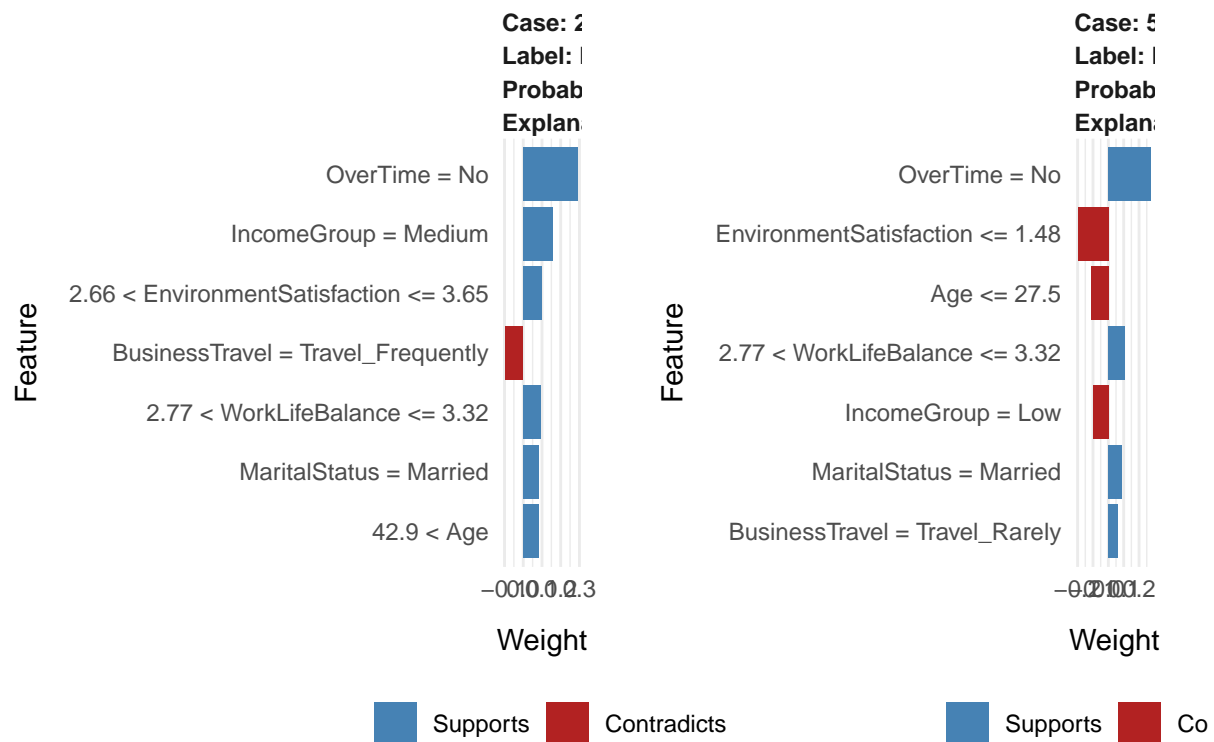 Case: 2
Label:
Probab
Explana
OverTime = No
IncomeGroup = Medium
2.66 < EnvironmentSatisfaction <= 3.65
BusinessTravel = Travel_Frequently
2.77 < WorkLifeBalance <= 3.32
MaritalStatus = Married
42.9 < Age
Feature
Weight
Supports
Contradicts
Case: 5
Label:
Probab
Explana
OverTime = No
EnvironmentSatisfaction <= 1.48
Age <= 27.5
2.77 < WorkLifeBalance <= 3.32
IncomeGroup = Low
MaritalStatus = Married
BusinessTravel = Travel_Rarely
Feature
Weight
Supports
Co